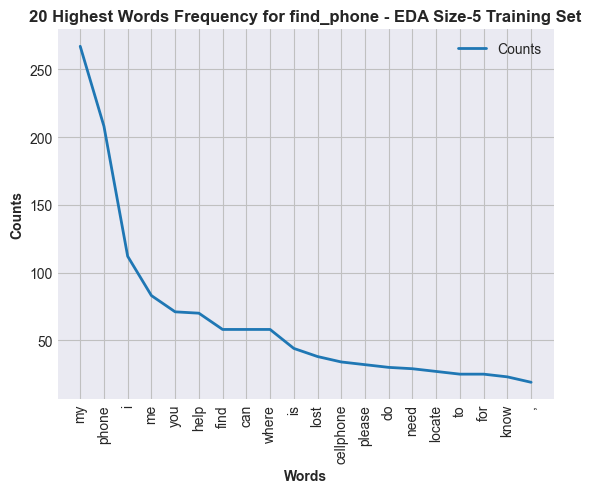 20 Highest Words Frequency for find_phone - EDA Size-5 Training Set
Counts
250
200
150
100
50
Counts
my
phone
i
me
you
help
find
can
where
is
lost
cellphone
please
do
need
locate
to
for
know
,
Words